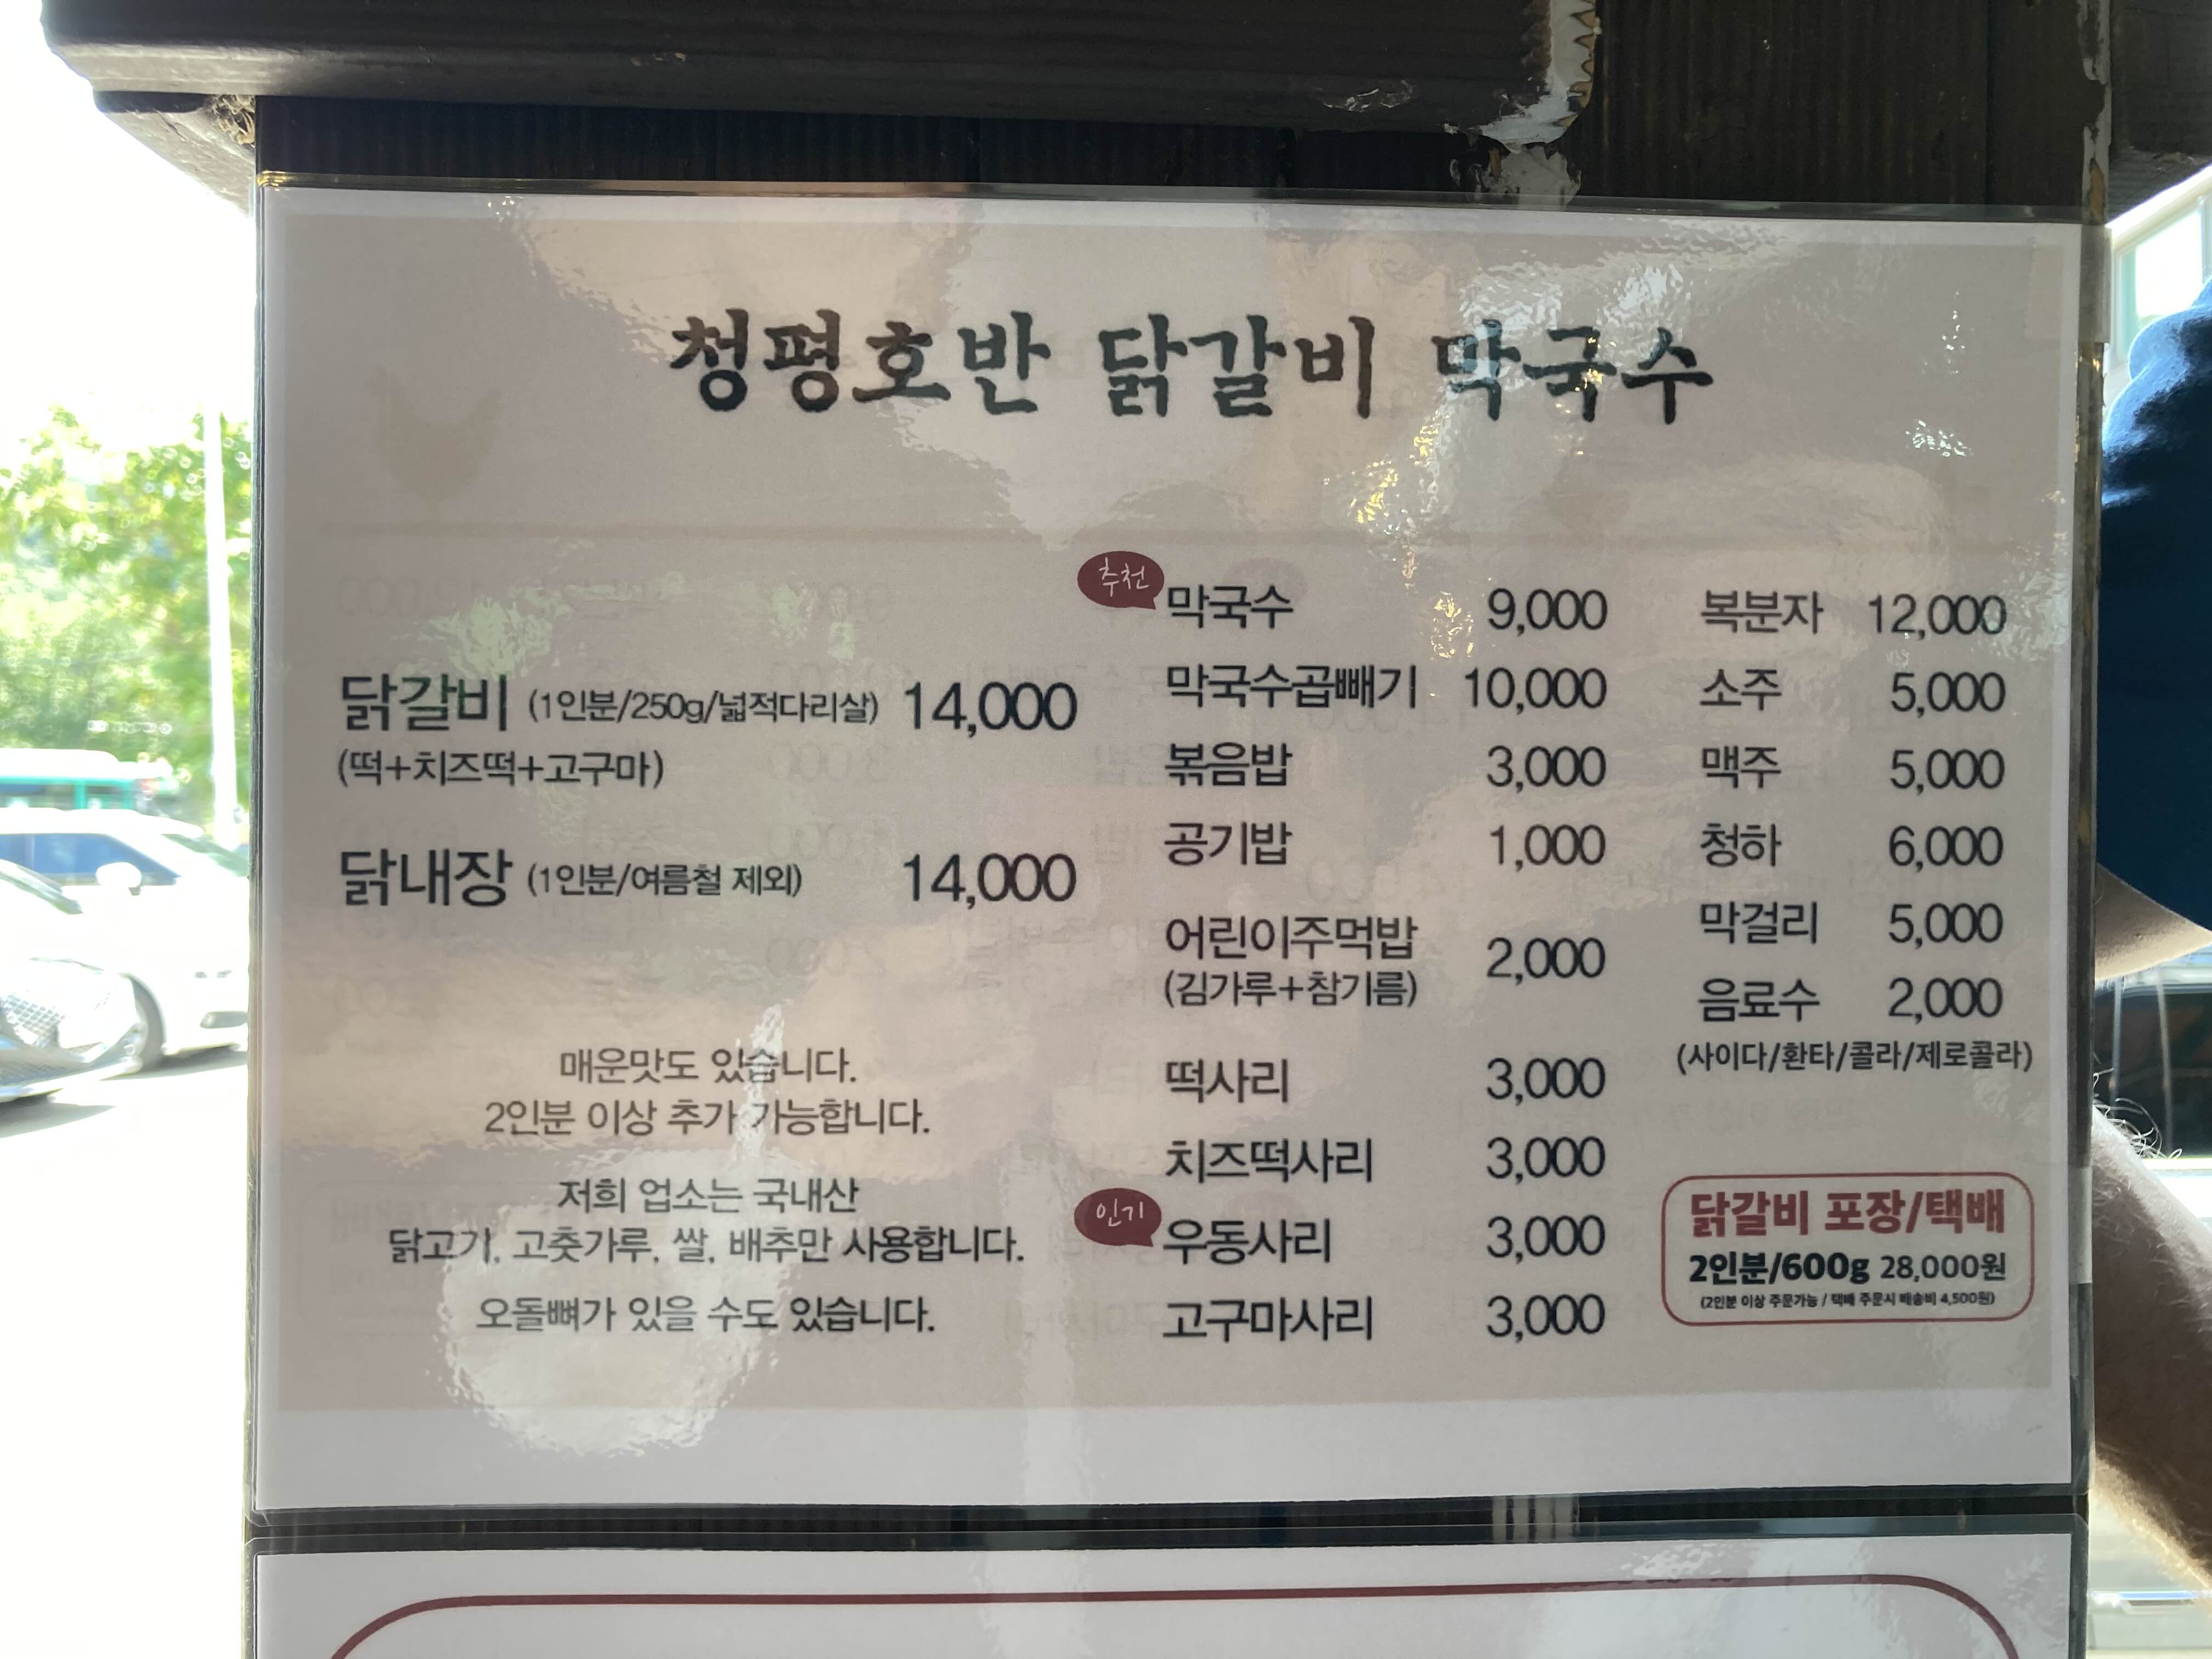 청평호반 닭갈비 막국수
닭갈비 (1인분/250g/넓적다리살) 14,000
(떡+치즈떡+고구마)
닭내장 (1인분/여름철 제외) 14,000
매운맛도 있습니다.
2인분 이상 추가 가능합니다.
저희 업소는 국내산
닭고기, 고춧가루, 쌀, 배추만 사용합니다.
오돌뼈가 있을 수도 있습니다.
추천
막국수 9,000
막국수곱빼기 10,000
볶음밥 3,000
공기밥 1,000
어린이주먹밥 2,000
(김가루+참기름)
떡사리 3,000
치즈떡사리 3,000
인기
우동사리 3,000
고구마사리 3,000
복분자 12,000
소주 5,000
맥주 5,000
청하 6,000
막걸리 5,000
음료수 2,000
(사이다/환타/콜라/제로콜라)
닭갈비 포장/택배
2인분/600g 28,000원
(2인분 이상 주문가능 / 택배 주문시 배송비 4,500원)